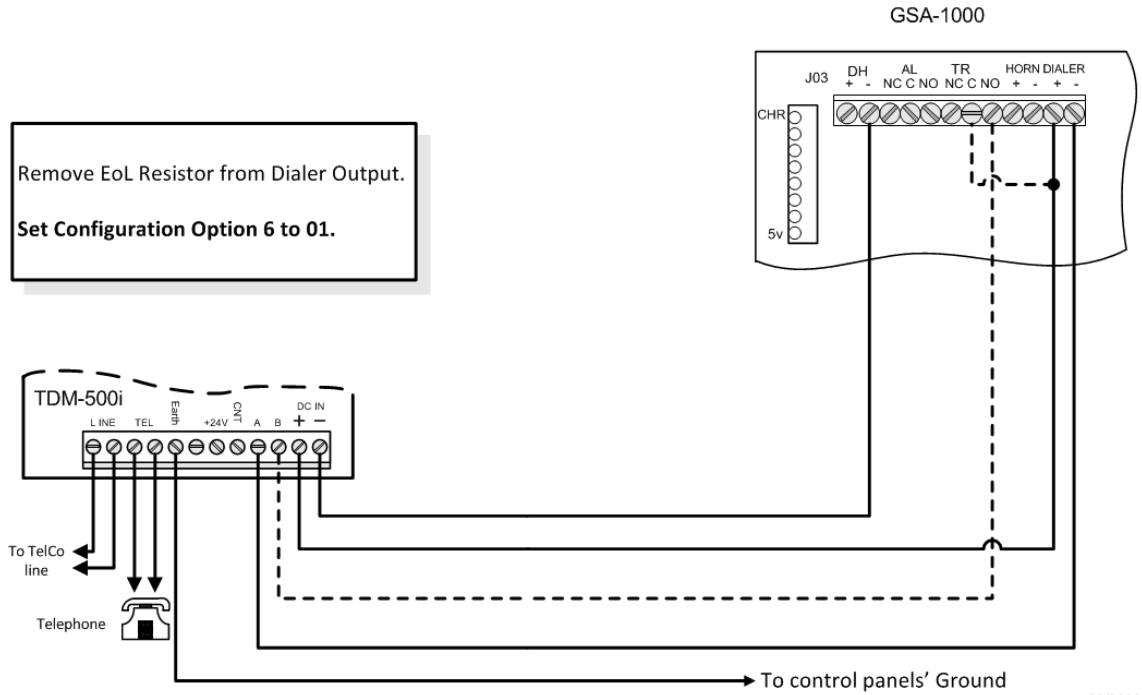 GSA-1000
J03
DH AL TR HORN DIALER
+ - NC C NO NC C NO + - + -
CHR
5v
Remove EoL Resistor from Dialer Output.
Set Configuration Option 6 to 01.
TDM-500i
LINE TEL Earth +24V CNT A B DC IN
+ −
To TelCo
line
Telephone
To control panels’ Ground